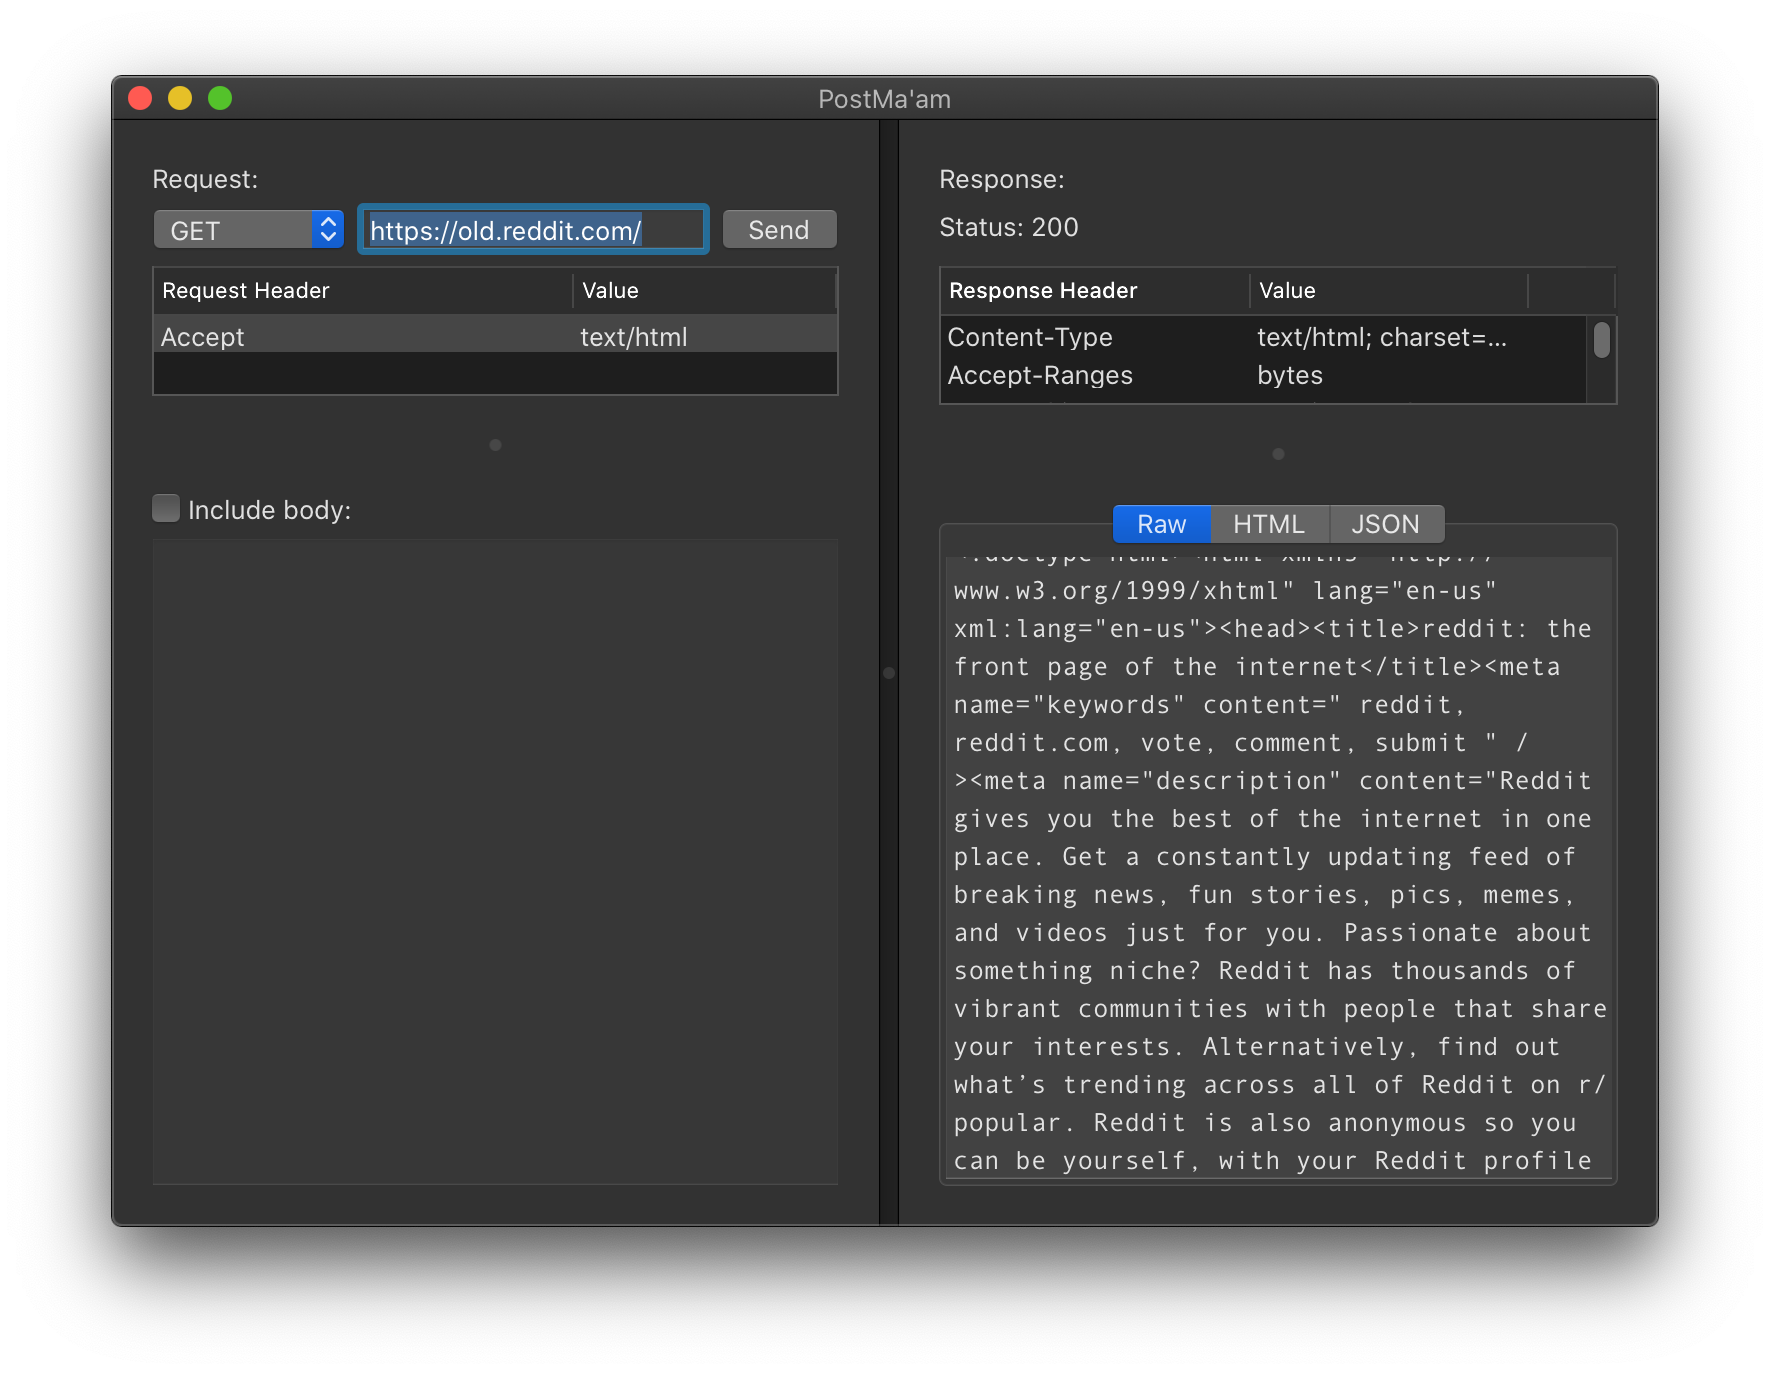 PostMa'am
Request:
GET
https://old.reddit.com/
Send
Request Header
Value
Accept
text/html
Include body:
Response:
Status: 200
Response Header
Value
Content-Type
text/html; charset=...
Accept-Ranges
bytes
Raw
HTML
JSON
www.w3.org/1999/xhtml" lang="en-us"
xml:lang="en-us"><head><title>reddit: the
front page of the internet</title><meta
name="keywords" content=" reddit,
reddit.com, vote, comment, submit " /
><meta name="description" content="Reddit
gives you the best of the internet in one
place. Get a constantly updating feed of
breaking news, fun stories, pics, memes,
and videos just for you. Passionate about
something niche? Reddit has thousands of
vibrant communities with people that share
your interests. Alternatively, find out
what’s trending across all of Reddit on r/
popular. Reddit is also anonymous so you
can be yourself, with your Reddit profile